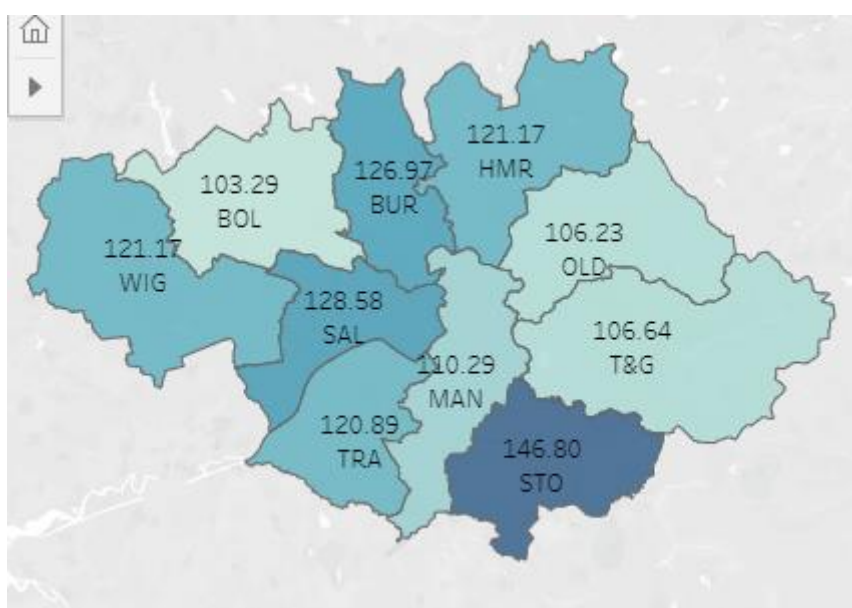 121.17
HMR
126.97
BUR
103.29
BOL
106.23
OLD
121.17
WIG
128.58
SAL
106.64
T&G
110.29
MAN
120.89
TRA
146.80
STO